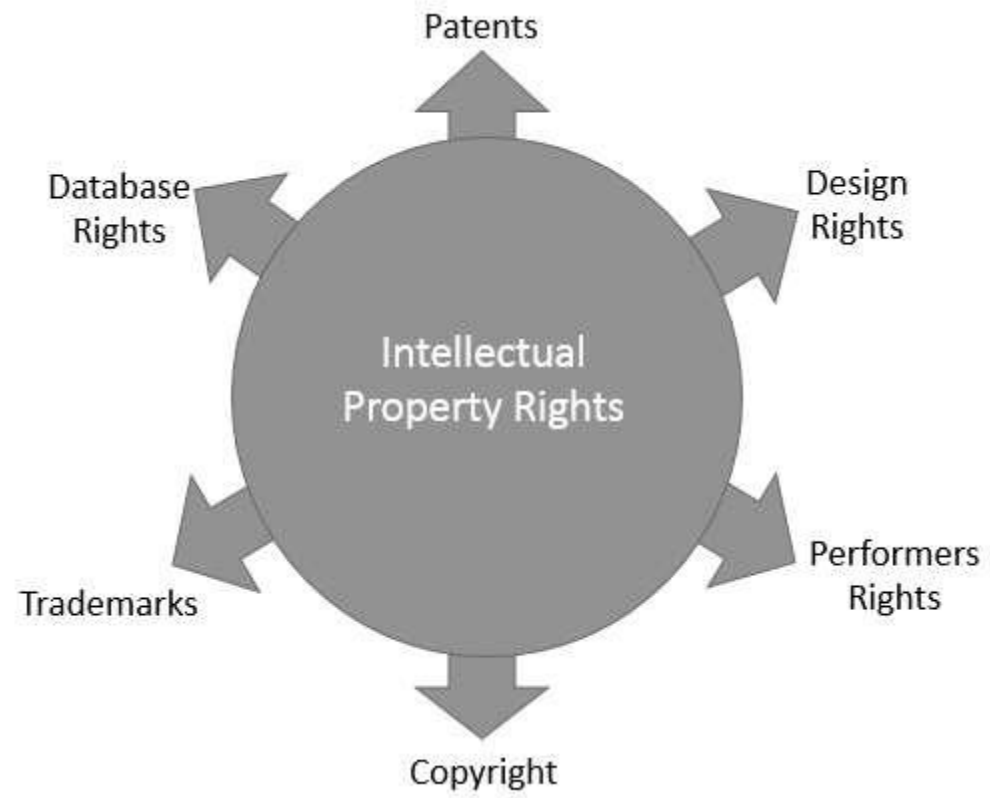 Patents
Database
Rights
Design
Rights
Intellectual
Property Rights
Performers
Rights
Trademarks
Copyright